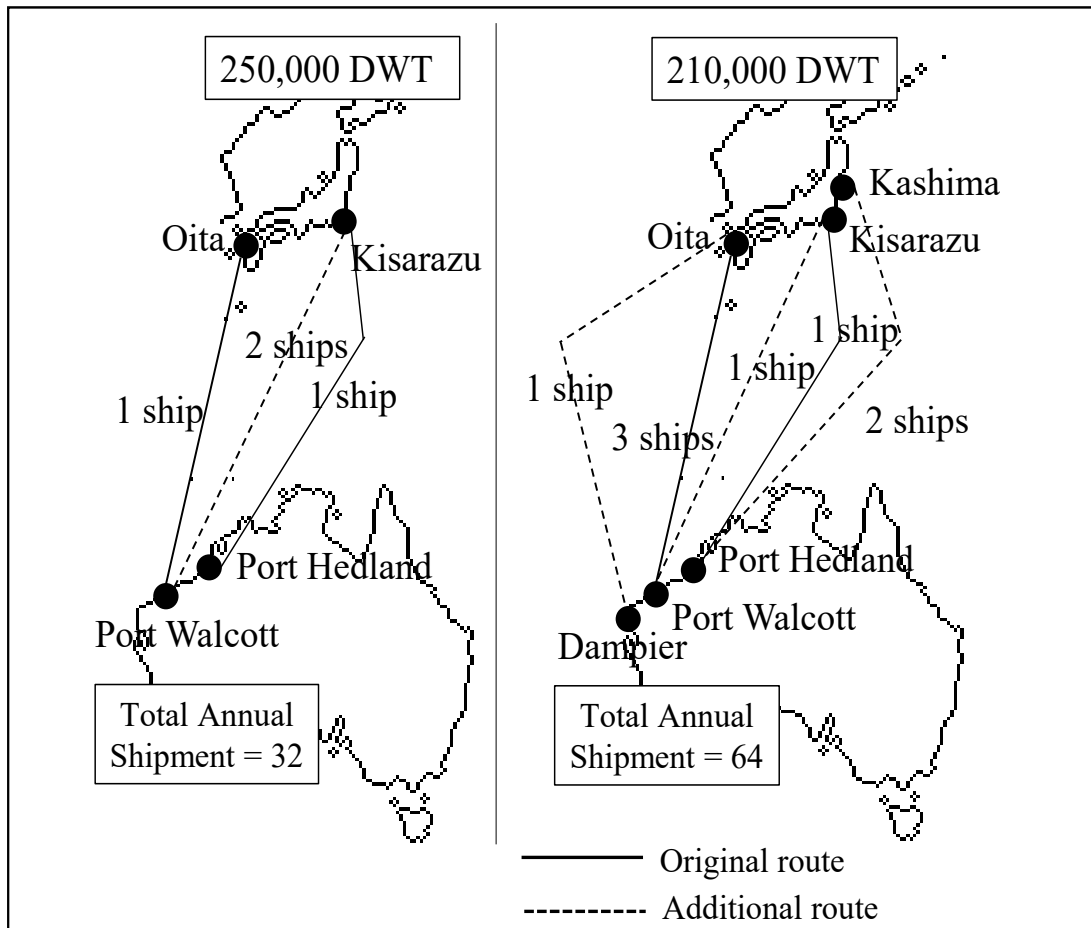 250,000 DWT
Oita
Kisarazu
2 ships
1 ship
1 ship
Port Hedland
Port Walcott
Total Annual
Shipment = 32
210,000 DWT
Kashima
Oita
Kisarazu
1 ship
1 ship
1 ship
2 ships
3 ships
Port Hedland
Port Walcott
Dampier
Total Annual
Shipment = 64
Original route
Additional route